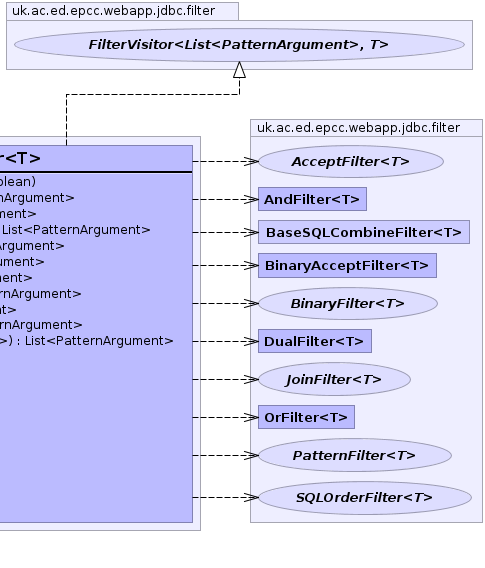 uk.ac.ed.epcc.webapp.jdbc.filter
FilterVisitor<List<PatternArgument>, T>
r<T>
olean)
nArgument>
ment>
List<PatternArgument>
Argument>
ument>
ent>
rnArgument>
nt>
rnArgument>
>) : List<PatternArgument>
uk.ac.ed.epcc.webapp.jdbc.filter
AcceptFilter<T>
AndFilter<T>
BaseSQLCombineFilter<T>
BinaryAcceptFilter<T>
BinaryFilter<T>
DualFilter<T>
JoinFilter<T>
OrFilter<T>
PatternFilter<T>
SQLOrderFilter<T>